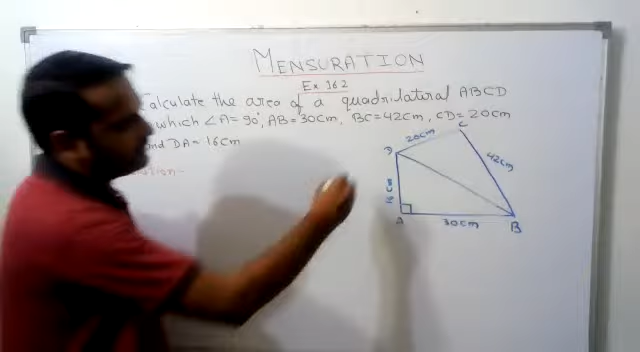 MENSURATION
Ex 16.2
Calculate the area of a quadrilateral ABCD
which ∠A = 90°, AB = 30cm, BC = 42cm, CD = 20cm
and DA = 16cm
C
20cm
D
42cm
A
30cm
B